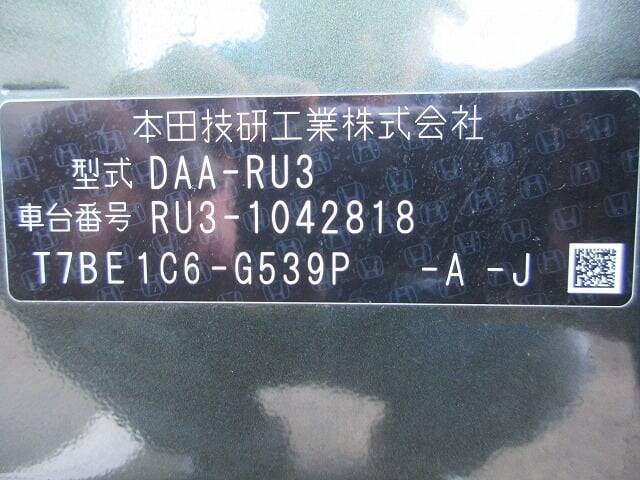 本田技研工業株式会社
型式 DAA-RU3
車台番号 RU3-1042818
T7BE1C6-G539P -A -J